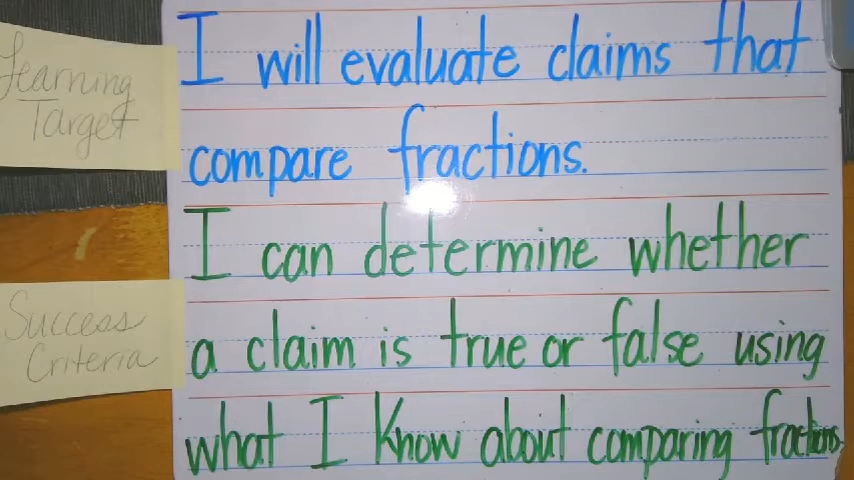 Learning
Target
I will evaluate claims that
compare fractions.
I can determine whether
Success
Criteria
a claim is true or false using
what I know about comparing fractions.